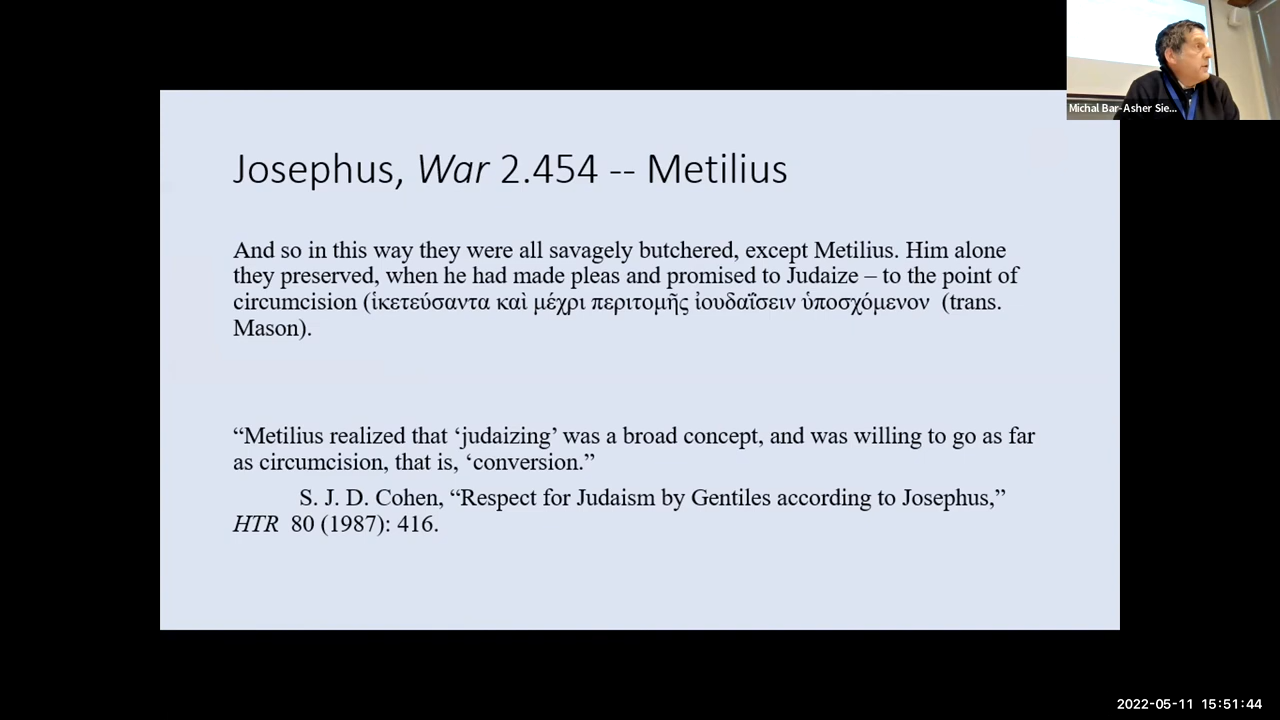 Michal Bar-Asher Sie...
Josephus, War 2.454 -- Metilius
And so in this way they were all savagely butchered, except Metilius. Him alone
they preserved, when he had made pleas and promised to Judaize – to the point of
circumcision (ἱκετεύσαντα καὶ μέχρι περιτομῆς ἰουδαΐσειν ὑποσχόμενον (trans.
Mason).
“Metilius realized that ‘judaizing’ was a broad concept, and was willing to go as far
as circumcision, that is, ‘conversion.”
S. J. D. Cohen, “Respect for Judaism by Gentiles according to Josephus,”
HTR 80 (1987): 416.
2022-05-11 15:51:44